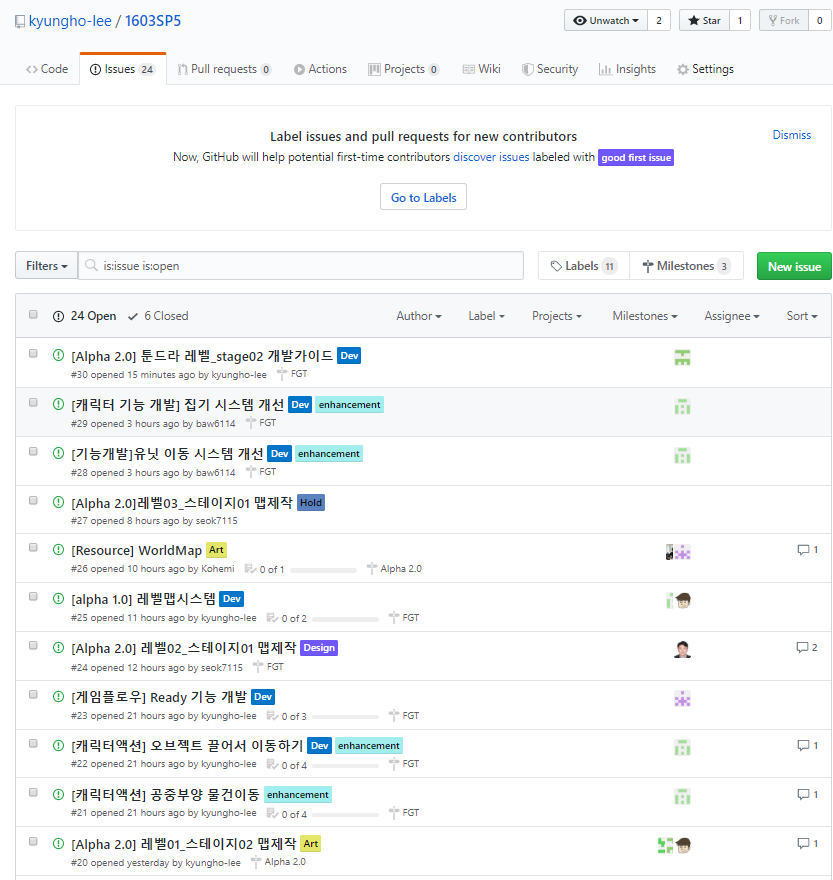 kyungho-lee / 1603SP5 Unwatch 2 Star 1 Fork 0
Code Issues 24 Pull requests 0 Actions Projects 0 Wiki Security Insights Settings
Label issues and pull requests for new contributors Dismiss
Now, GitHub will help potential first-time contributors discover issues labeled with good first issue
Go to Labels
Filters is:issue is:open Labels 11 Milestones 3 New issue
24 Open 6 Closed Author Label Projects Milestones Assignee Sort
[Alpha 2.0] 툰드라 레벨_stage02 개발가이드 Dev
#30 opened 15 minutes ago by kyungho-lee FGT
[캐릭터 기능 개발] 집기 시스템 개선 Dev enhancement
#29 opened 3 hours ago by baw6114 FGT
[기능개발]유닛 이동 시스템 개선 Dev enhancement
#28 opened 3 hours ago by baw6114 FGT
[Alpha 2.0]레벨03_스테이지01 맵제작 Hold
#27 opened 8 hours ago by seok7115
[Resource] WorldMap Art 1
#26 opened 10 hours ago by Kohemi 0 of 1 Alpha 2.0
[alpha 1.0] 레벨맵시스템 Dev
#25 opened 11 hours ago by kyungho-lee 0 of 2 FGT
[Alpha 2.0] 레벨02_스테이지01 맵제작 Design 2
#24 opened 12 hours ago by seok7115 FGT
[게임플로우] Ready 기능 개발 Dev
#23 opened 21 hours ago by kyungho-lee 0 of 3 FGT
[캐릭터액션] 오브젝트 끌어서 이동하기 Dev enhancement 1
#22 opened 21 hours ago by kyungho-lee 0 of 4 FGT
[캐릭터액션] 공중부양 물건이동 enhancement 1
#21 opened 21 hours ago by kyungho-lee 0 of 4 FGT
[Alpha 2.0] 레벨01_스테이지02 맵제작 Art 1
#20 opened yesterday by kyungho-lee Alpha 2.0